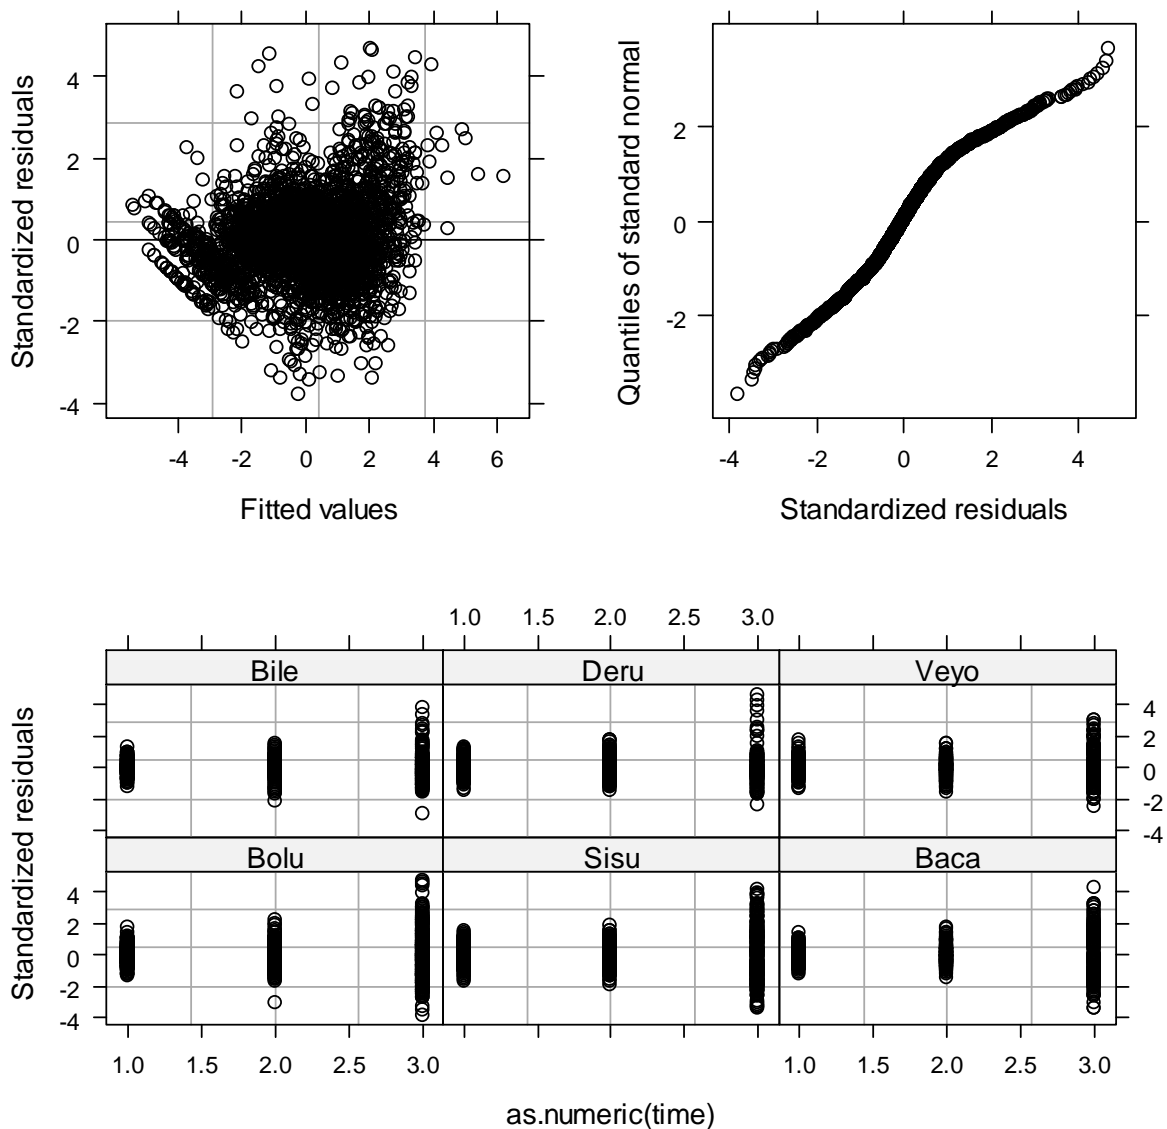 Standardized residuals
4
2
0
-2
-4
-4 -2 0 2 4 6
Fitted values
Quantiles of standard normal
2
0
-2
-4 -2 0 2 4
Standardized residuals
1.0 1.5 2.0 2.5 3.0
Bile Deru Veyo
Standardized residuals
4
2
0
-2
-4
Bolu Sisu Baca
4
2
0
-2
-4
1.0 1.5 2.0 2.5 3.0 1.0 1.5 2.0 2.5 3.0
as.numeric(time)